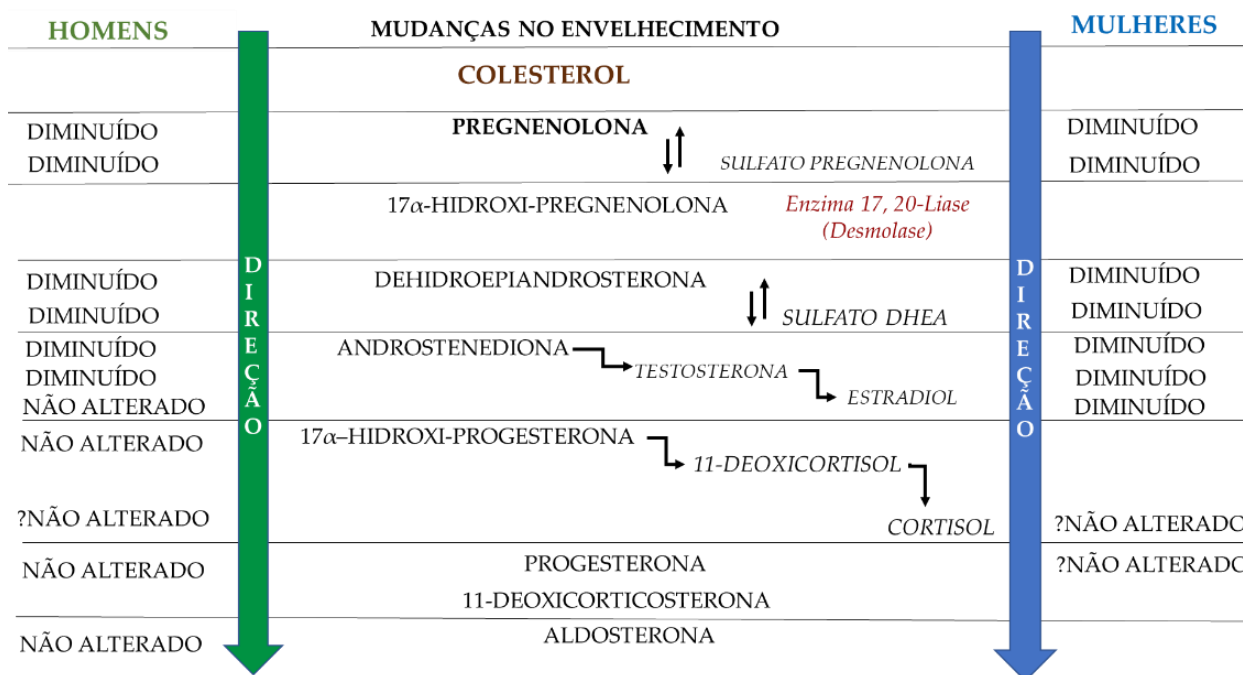 HOMENS MUDANÇAS NO ENVELHECIMENTO MULHERES
COLESTEROL
DIMINUÍDO PREGNENOLONA DIMINUÍDO
DIMINUÍDO SULFATO PREGNENOLONA DIMINUÍDO
17α-HIDROXI-PREGNENOLONA Enzima 17, 20-Liase
(Desmolase)
DIREÇÃO
DIREÇÃO
DIMINUÍDO DEHIDROEPIANDROSTERONA DIMINUÍDO
DIMINUÍDO SULFATO DHEA DIMINUÍDO
DIMINUÍDO ANDROSTENEDIONA DIMINUÍDO
DIMINUÍDO TESTOSTERONA DIMINUÍDO
NÃO ALTERADO ESTRADIOL DIMINUÍDO
NÃO ALTERADO 17α–HIDROXI-PROGESTERONA
11-DEOXICORTISOL
?NÃO ALTERADO CORTISOL ?NÃO ALTERADO
NÃO ALTERADO PROGESTERONA ?NÃO ALTERADO
11-DEOXICORTICOSTERONA
NÃO ALTERADO ALDOSTERONA